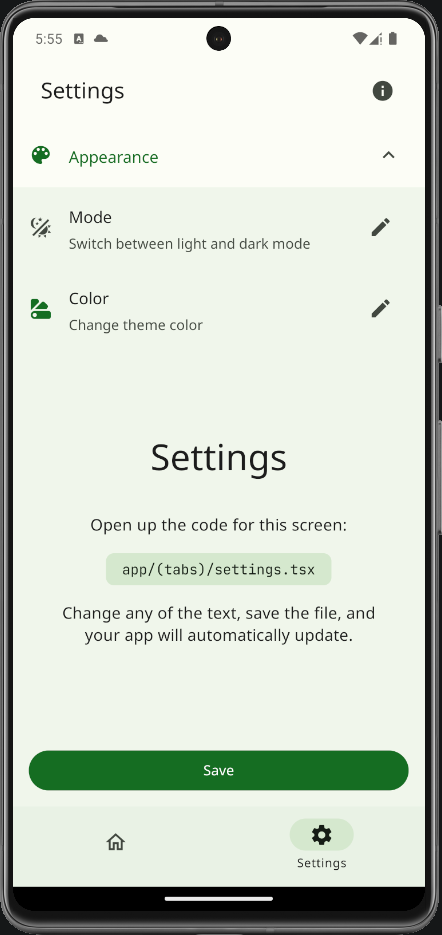 5:55
Settings
Appearance
Mode
Switch between light and dark mode
Color
Change theme color
Settings
Open up the code for this screen:
app/(tabs)/settings.tsx
Change any of the text, save the file, and
your app will automatically update.
Save
Settings